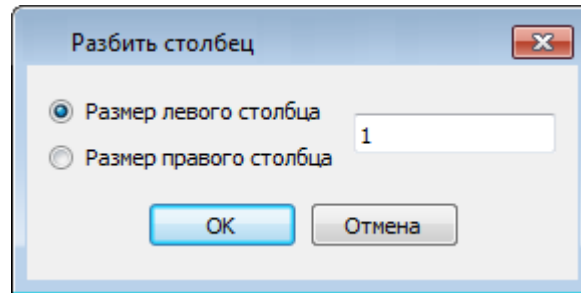 Разбить столбец
Размер левого столбца
1
Размер правого столбца
OK
Отмена